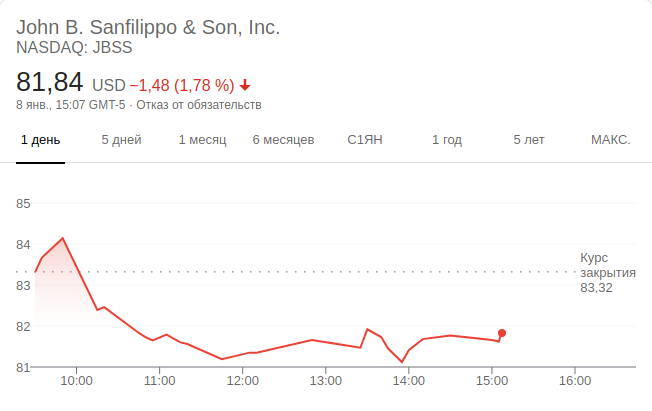 John B. Sanfilippo & Son, Inc.
NASDAQ: JBSS
81,84 USD −1,48 (1,78 %)
8 янв., 15:07 GMT-5 · Отказ от обязательств
1 день 5 дней 1 месяц 6 месяцев С1ЯН 1 год 5 лет МАКС.
85
84
Курс
закрытия
83,32
83
82
81
10:00 11:00 12:00 13:00 14:00 15:00 16:00